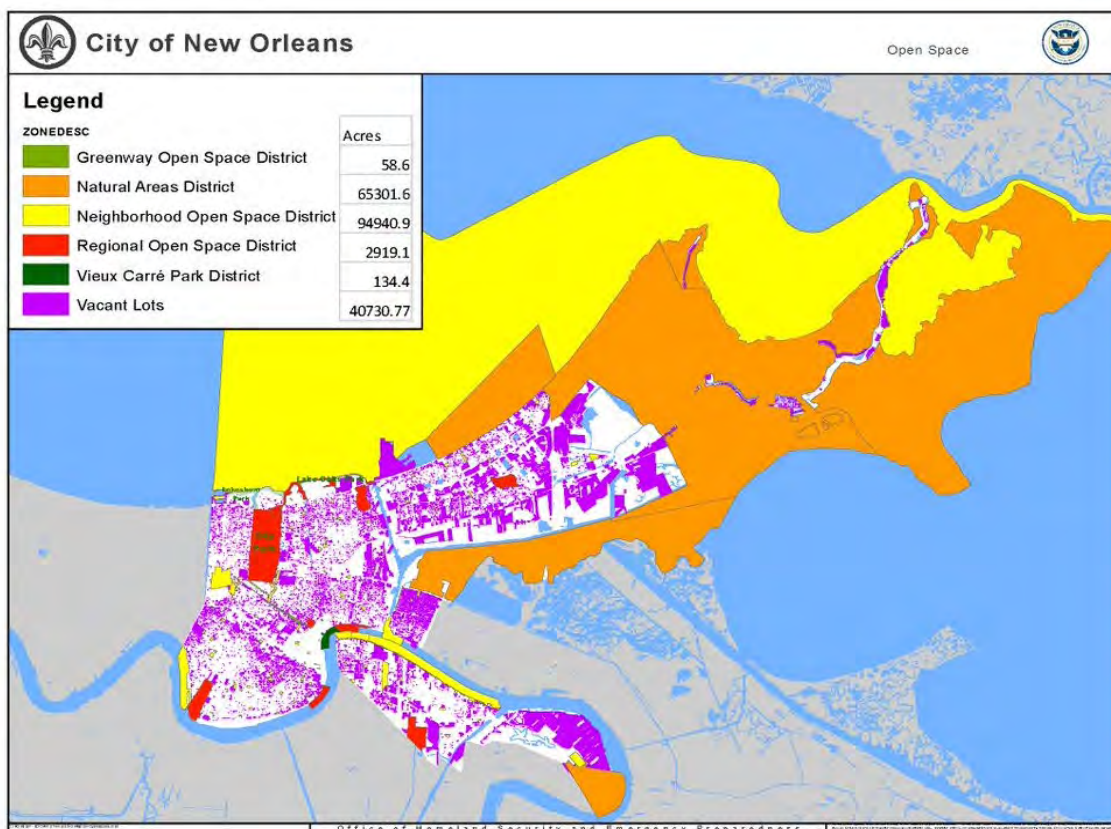 City of New Orleans
Open Space
Legend
ZONEDESC
Acres
Greenway Open Space District
58.6
Natural Areas District
65301.6
Neighborhood Open Space District
94940.9
Regional Open Space District
2919.1
Vieux Carré Park District
134.4
Vacant Lots
40730.77
Park
Office of Homeland Security and Emergency Preparedness